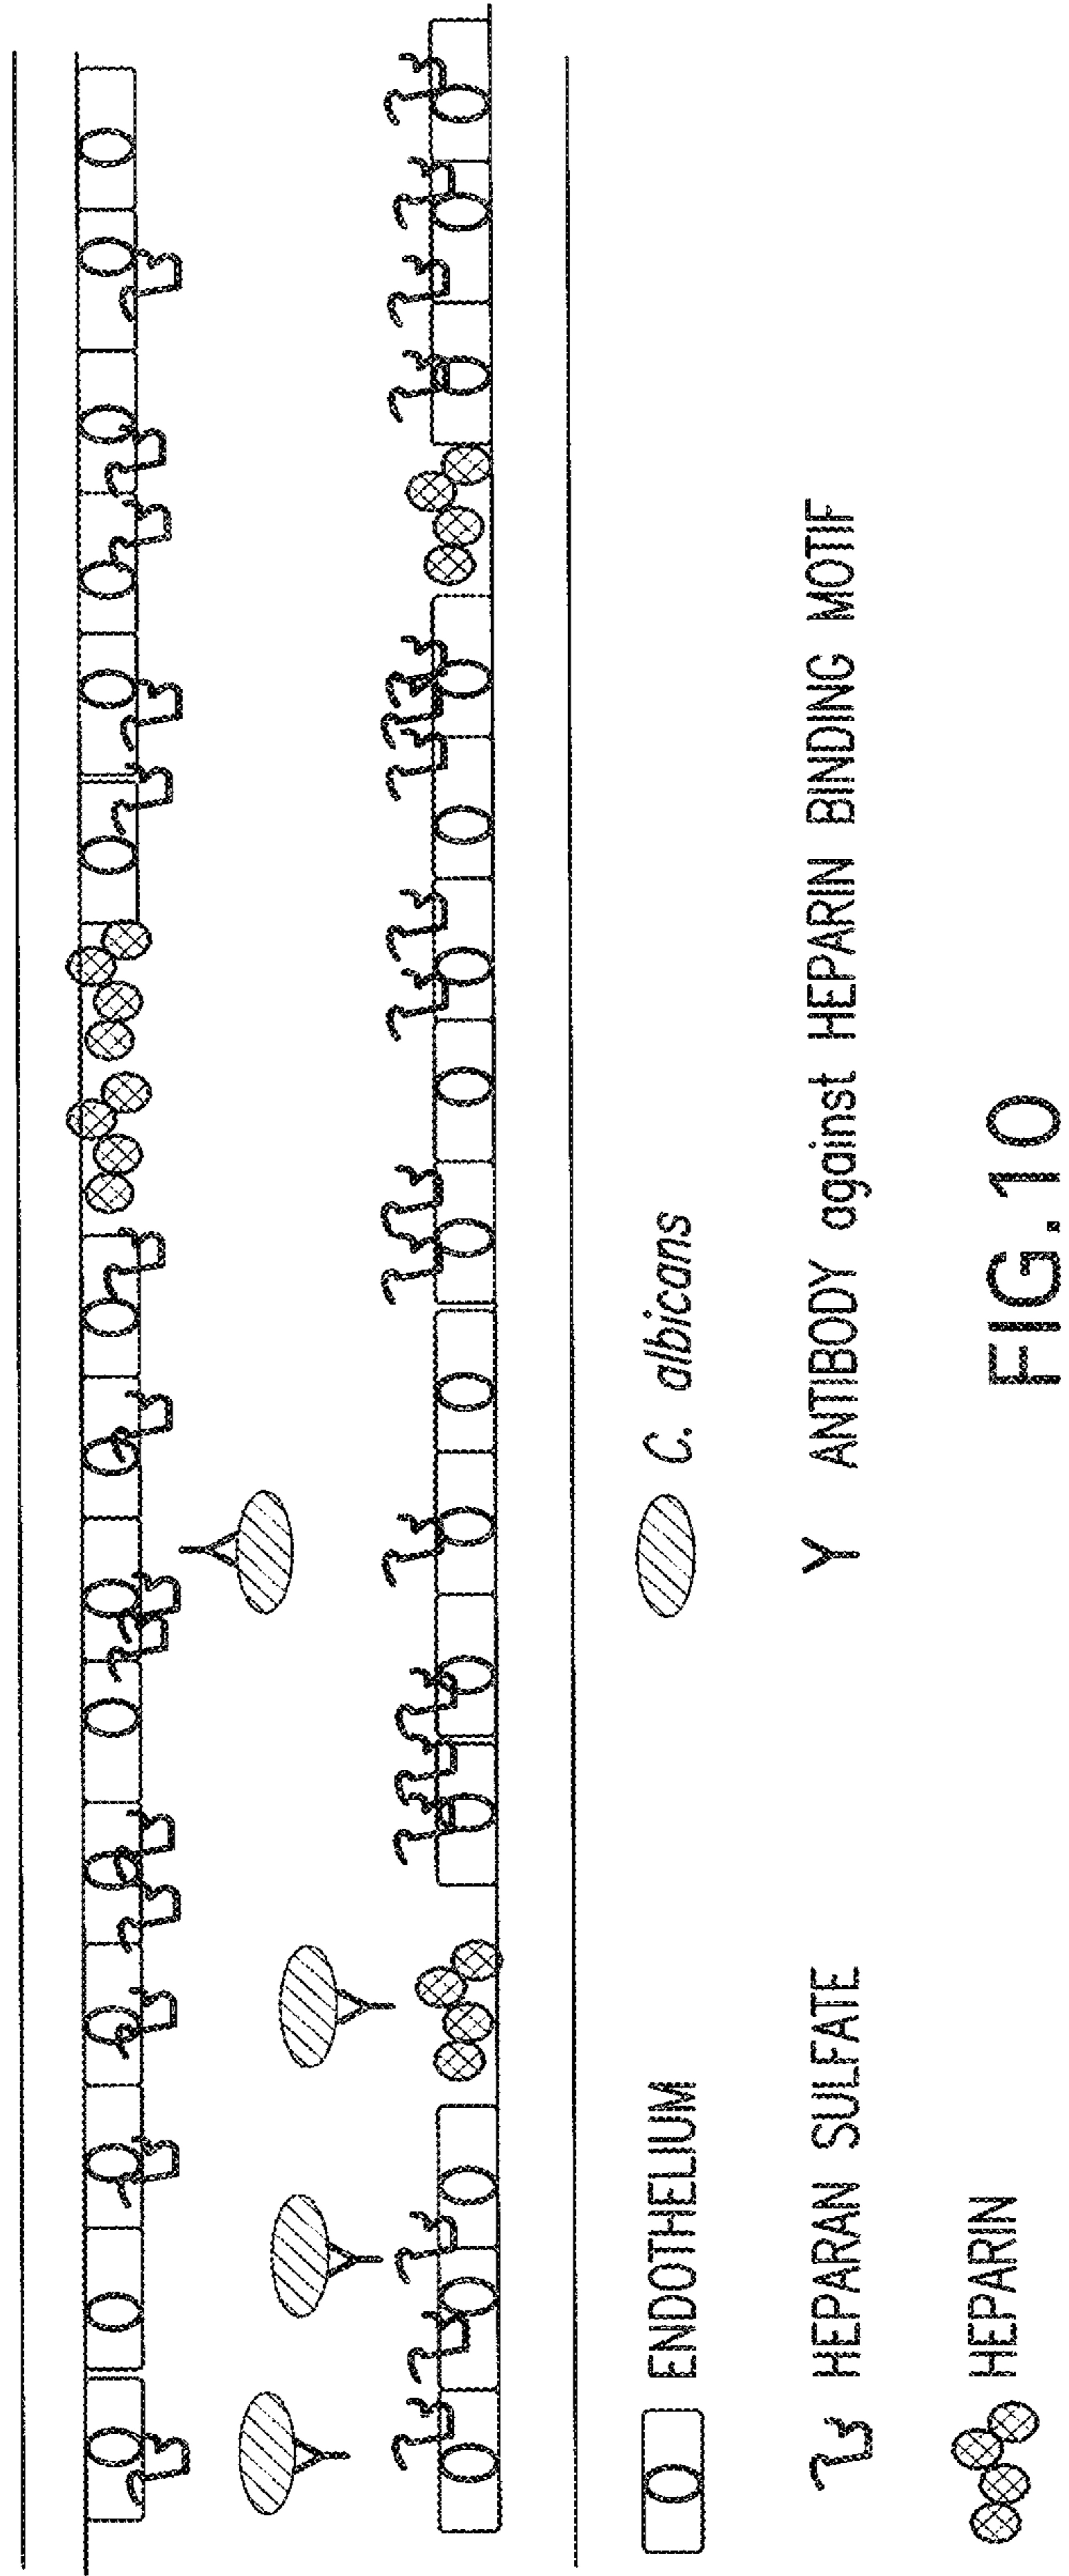 ENDOTHELIUM
C. albicans
HEPARAN SULFATE
Y ANTIBODY against HEPARIN BINDING MOTIF
HEPARIN
FIG. 10